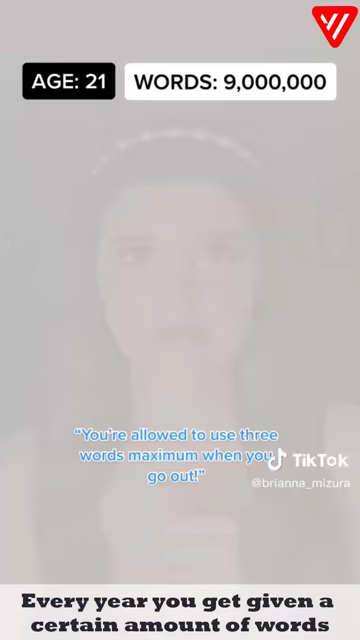 AGE: 21
WORDS: 9,000,000
“You're allowed to use three
words maximum when you
go out!”
TikTok
@brianna_mizura
Every year you get given a
certain amount of words